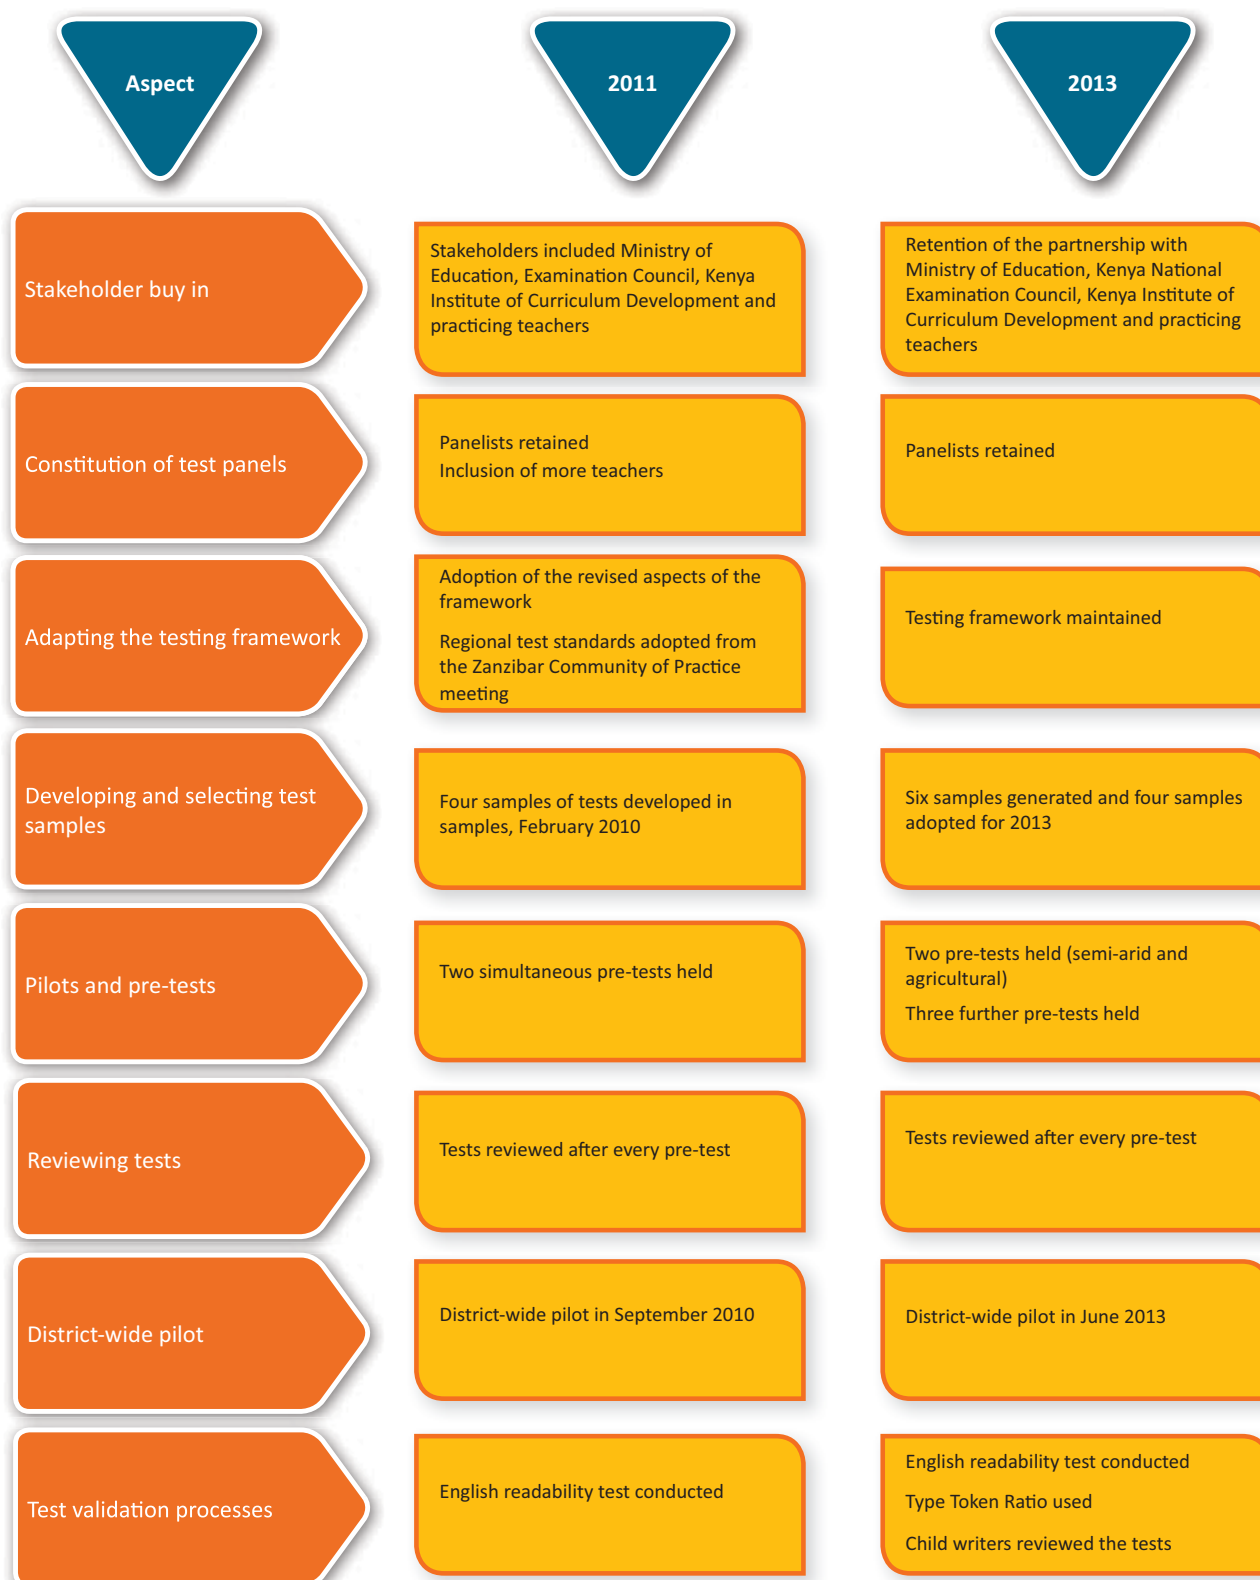 Aspect
2011
2013
Stakeholder buy in
Stakeholders included Ministry of
Education, Examination Council, Kenya
Institute of Curriculum Development and
practicing teachers
Retention of the partnership with
Ministry of Education, Kenya National
Examination Council, Kenya Institute of
Curriculum Development and practicing
teachers
Constitution of test panels
Panelists retained
Inclusion of more teachers
Panelists retained
Adapting the testing framework
Adoption of the revised aspects of the
framework
Regional test standards adopted from
the Zanzibar Community of Practice
meeting
Testing framework maintained
Developing and selecting test
samples
Four samples of tests developed in
samples, February 2010
Six samples generated and four samples
adopted for 2013
Pilots and pre-tests
Two simultaneous pre-tests held
Two pre-tests held (semi-arid and
agricultural)
Three further pre-tests held
Reviewing tests
Tests reviewed after every pre-test
Tests reviewed after every pre-test
District-wide pilot
District-wide pilot in September 2010
District-wide pilot in June 2013
Test validation processes
English readability test conducted
English readability test conducted
Type Token Ratio used
Child writers reviewed the tests